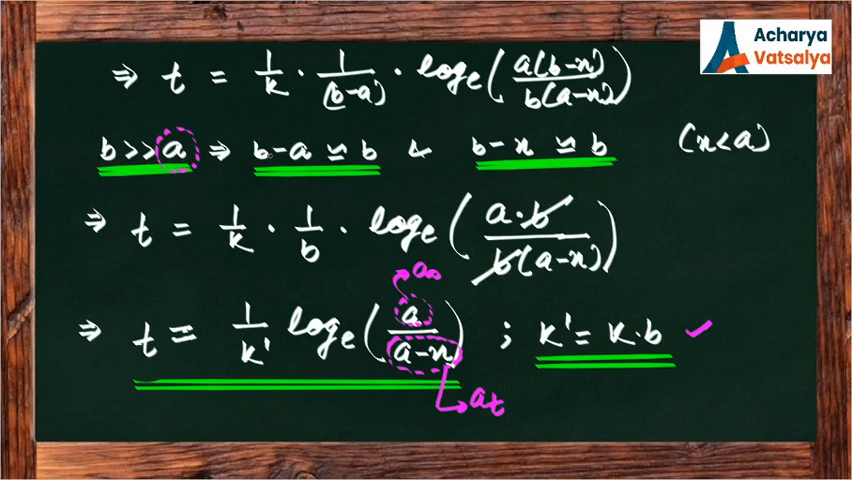 Acharya
Vatsalya
⇒ t = 1/K · 1/(b-a) · loge(a(b-x)/b(a-x))
b>>a ⇒ b-a ≃ b & b-x ≃ b (x<a)
⇒ t = 1/K · 1/b · loge(a·b/b(a-x))
a₀
⇒ t = 1/K' loge(a/a-x) ; K' = K·b ✓
at